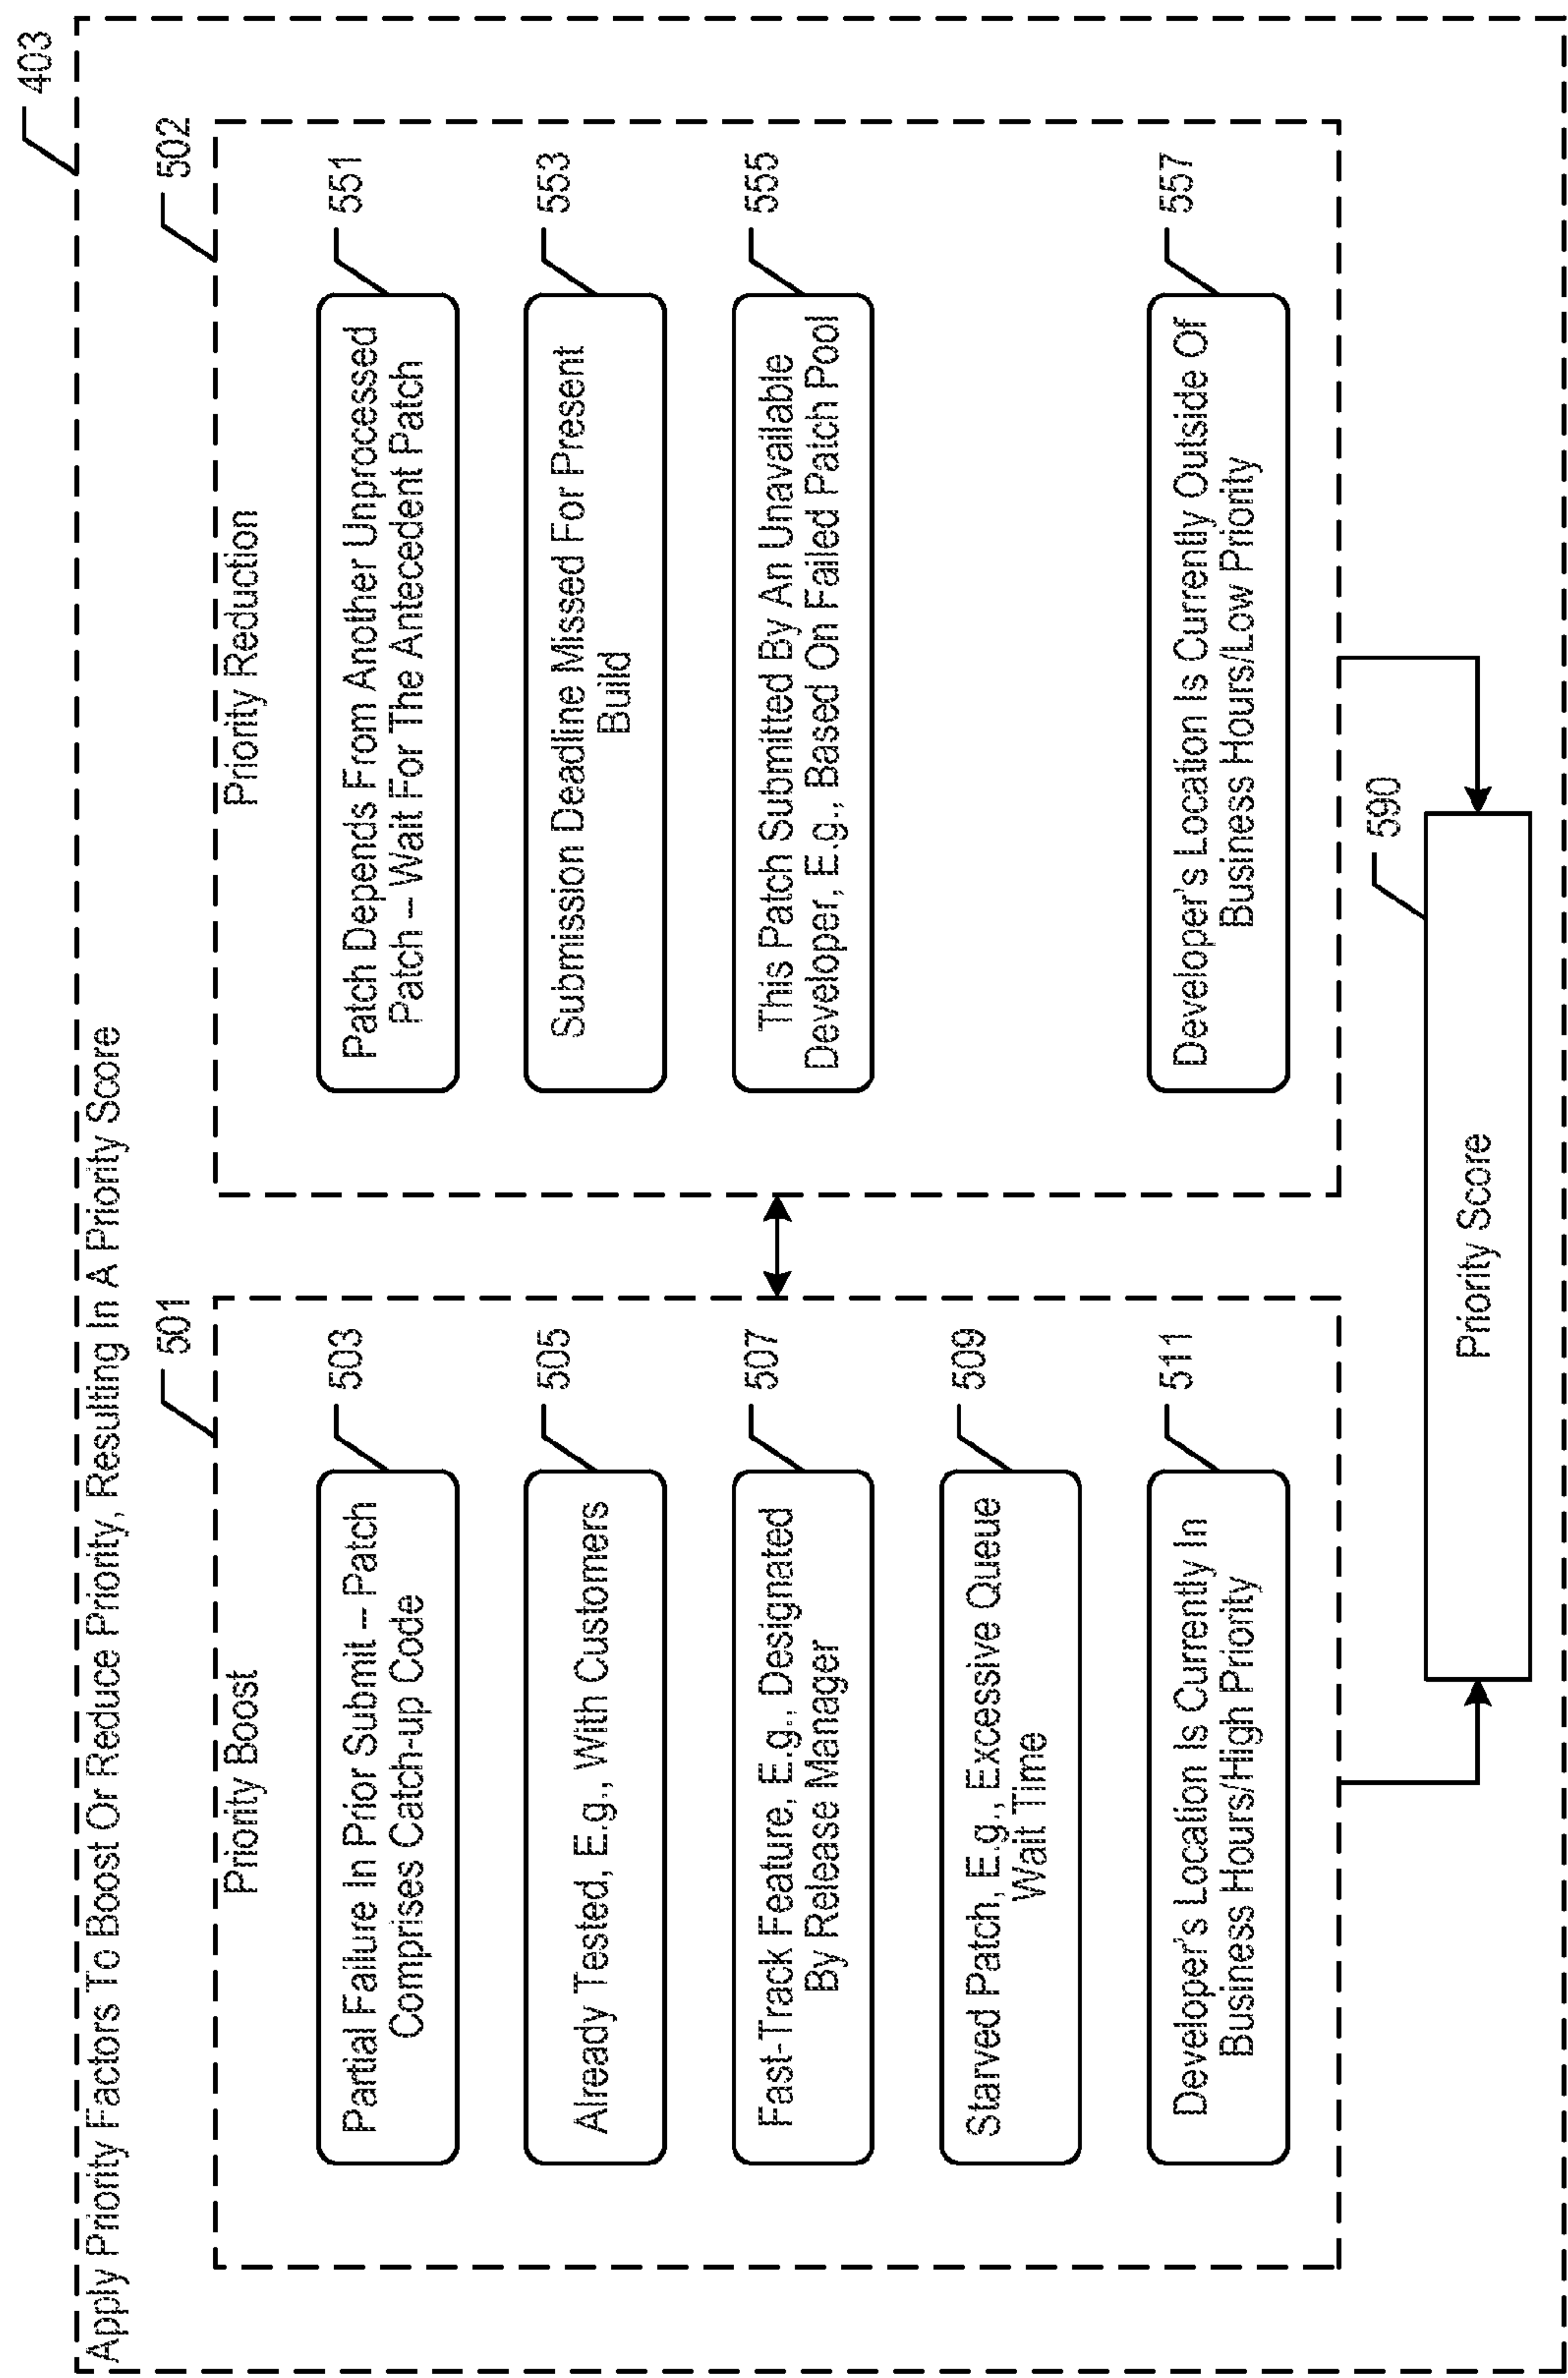 403
Apply Priority Factors To Boost Or Reduce Priority, Resulting In A Priority Score
501
Priority Boost
503
Partial Failure In Prior Submit -- Patch
Comprises Catch-up Code
505
Already Tested, E.g., With Customers
507
Fast-Track Feature, E.g., Designated
By Release Manager
509
Starved Patch, E.g., Excessive Queue
Wait Time
511
Developer's Location Is Currently In
Business Hours/High Priority
502
Priority Reduction
551
Patch Depends From Another Unprocessed
Patch -- Wait For The Antecedent Patch
553
Submission Deadline Missed For Present
Build
555
This Patch Submitted By An Unavailable
Developer, E.g., Based On Failed Patch Pool
557
Developer's Location Is Currently Outside Of
Business Hours/Low Priority
590
Priority Score